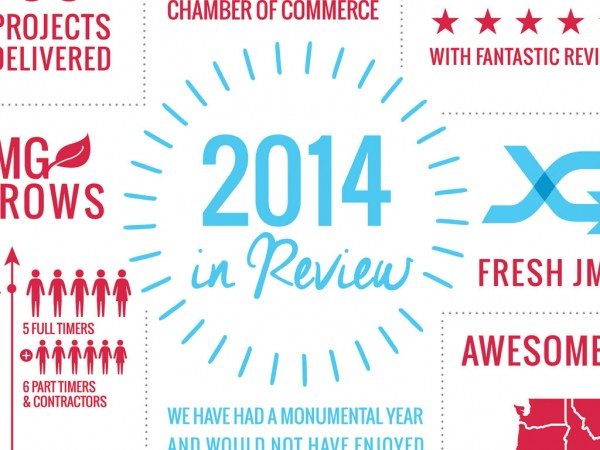 PROJECTS
DELIVERED
CHAMBER OF COMMERCE
WITH FANTASTIC REVI
MG
ROWS
2014
in Review
FRESH JM
5 FULL TIMERS
+
6 PART TIMERS
& CONTRACTORS
AWESOME
WE HAVE HAD A MONUMENTAL YEAR
AND WOULD NOT HAVE ENJOYED